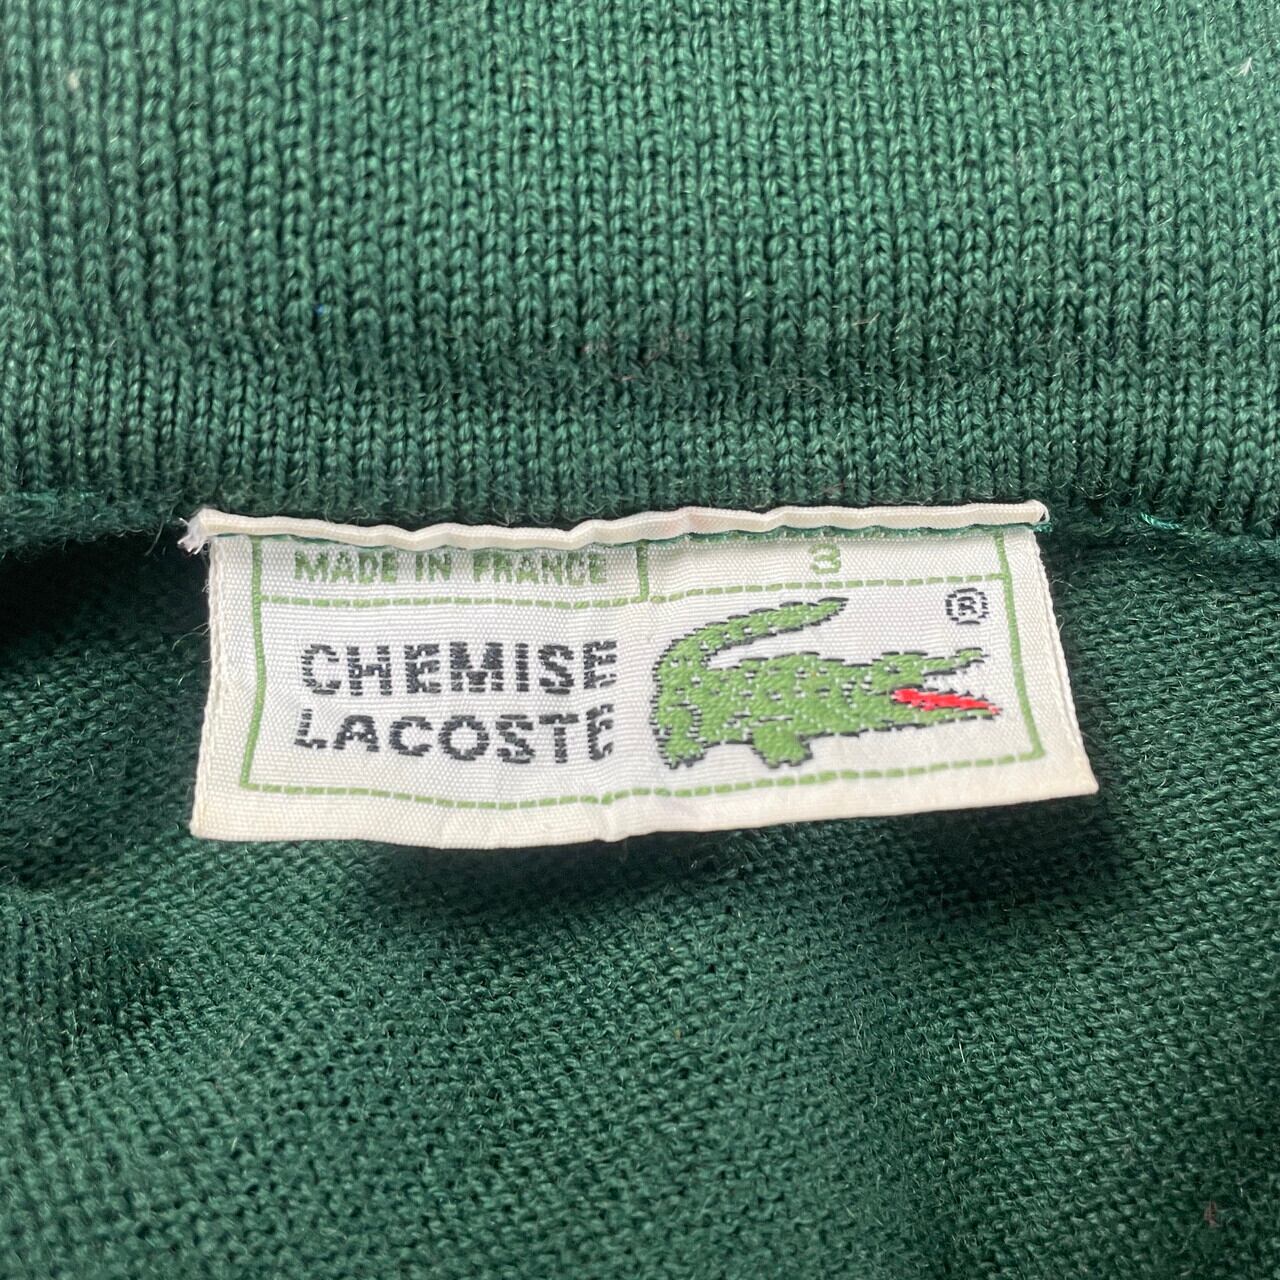 MADE IN FRANCE 3
CHEMISE ®
LACOSTE